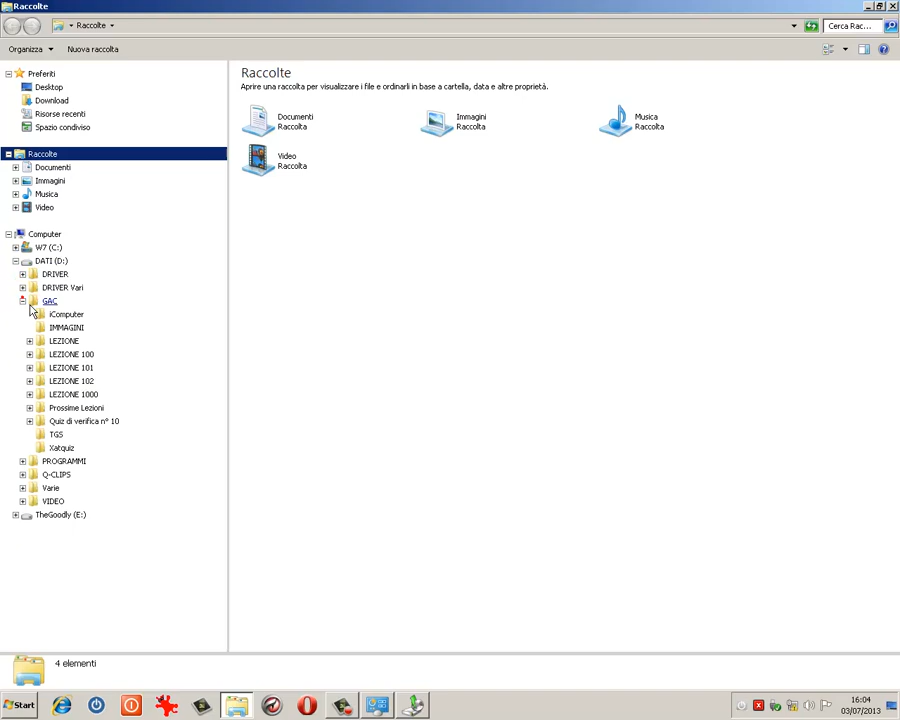 Raccolte
Raccolte
Cerca Rac...
Organizza
Nuova raccolta
Preferiti
Desktop
Download
Risorse recenti
Spazio condiviso
Raccolte
Documenti
Immagini
Musica
Video
Computer
W7 (C:)
DATI (D:)
DRIVER
DRIVER Vari
GAC
iComputer
IMMAGINI
LEZIONE
LEZIONE 100
LEZIONE 101
LEZIONE 102
LEZIONE 1000
Prossime Lezioni
Quiz di verifica n° 10
TGS
Xatquiz
PROGRAMMI
Q-CLIPS
Varie
VIDEO
TheGoodly (E:)
Raccolte
Aprire una raccolta per visualizzare i file e ordinarli in base a cartella, data e altre proprietà.
Documenti
Raccolta
Immagini
Raccolta
Musica
Raccolta
Video
Raccolta
4 elementi
Start
16:04
03/07/2013